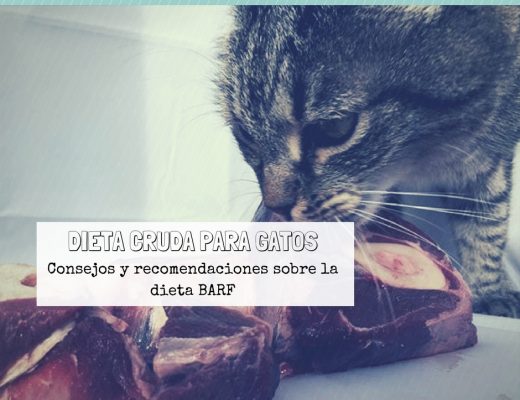 DIETA CRUDA PARA GATOS
Consejos y recomendaciones sobre la
dieta BARF